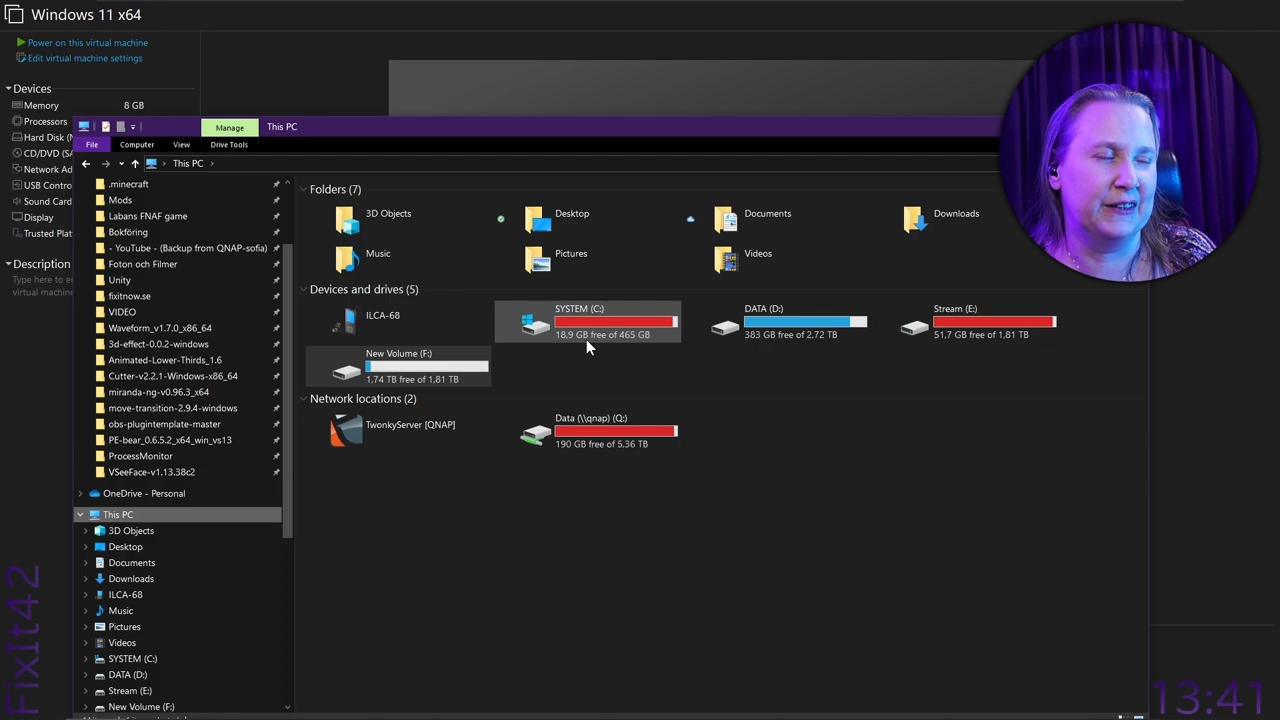 Windows 11 x64
Power on this virtual machine
Edit virtual machine settings
Devices
Memory 8 GB
Processors
Hard Disk (
CD/DVD (SA
Network Ad
USB Contro
Sound Card
Display
Trusted Plat
Description
Type here to
virtual machine
Manage
This PC
File
Computer
View
Drive Tools
This PC
.minecraft
Mods
Labans FNAF game
Bokföring
- YouTube - (Backup from QNAP-sofia)
Foton och Filmer
Unity
fixitnow.se
VIDEO
Waveform_v1.7.0_x86_64
3d-effect-0.0.2-windows
Animated-Lower-Thirds_1.6
Cutter-v2.2.1-Windows-x86_64
miranda-ng-v0.96.3_x64
move-transition-2.9.4-windows
obs-plugintemplate-master
PE-bear_0.6.5.2_x64_win_vs13
ProcessMonitor
VSeeFace-v1.13.38c2
OneDrive - Personal
This PC
3D Objects
Desktop
Documents
Downloads
ILCA-68
Music
Pictures
Videos
SYSTEM (C:)
DATA (D:)
Stream (E:)
New Volume (F:)
Folders (7)
3D Objects
Desktop
Documents
Downloads
Music
Pictures
Videos
Devices and drives (5)
ILCA-68
SYSTEM (C:)
18,9 GB free of 465 GB
DATA (D:)
383 GB free of 2,72 TB
Stream (E:)
51,7 GB free of 1,81 TB
New Volume (F:)
1,74 TB free of 1,81 TB
Network locations (2)
TwonkyServer [QNAP]
Data (\\qnap) (Q:)
190 GB free of 5,36 TB
FixIt42
13:41